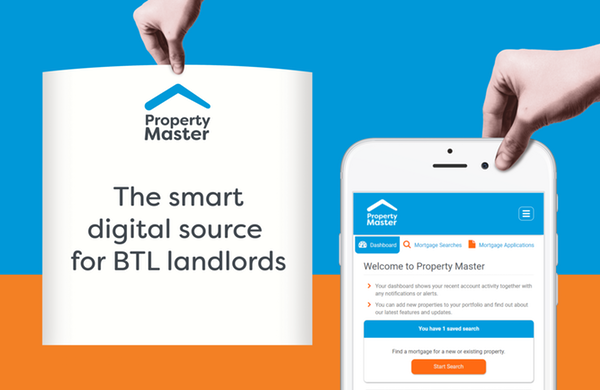 Property
Master
The smart
digital source
for BTL landlords
Property
Master
Dashboard
Mortgage Searches
Mortgage Applications
Welcome to Property Master
Your dashboard shows your recent account activity together with
any notifications or alerts.
You can add new properties to your portfolio and find out about
our latest features and updates.
You have 1 saved search
Find a mortgage for a new or existing property.
Start Search